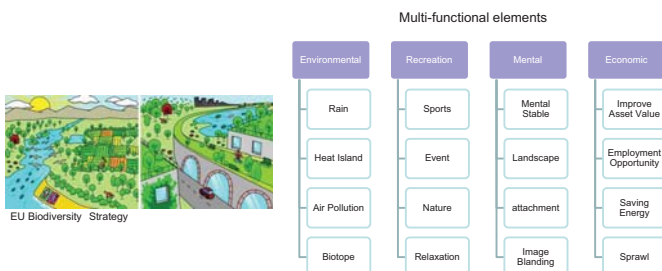 Multi-functional elements
Environmental
Rain
Heat Island
Air Pollution
Biotope
Recreation
Sports
Event
Nature
Relaxation
Mental
Mental
Stable
Landscape
attachment
Image
Blanding
Economic
Improve
Asset Value
Employment
Opportunity
Saving
Energy
Sprawl
EU Biodiversity Strategy